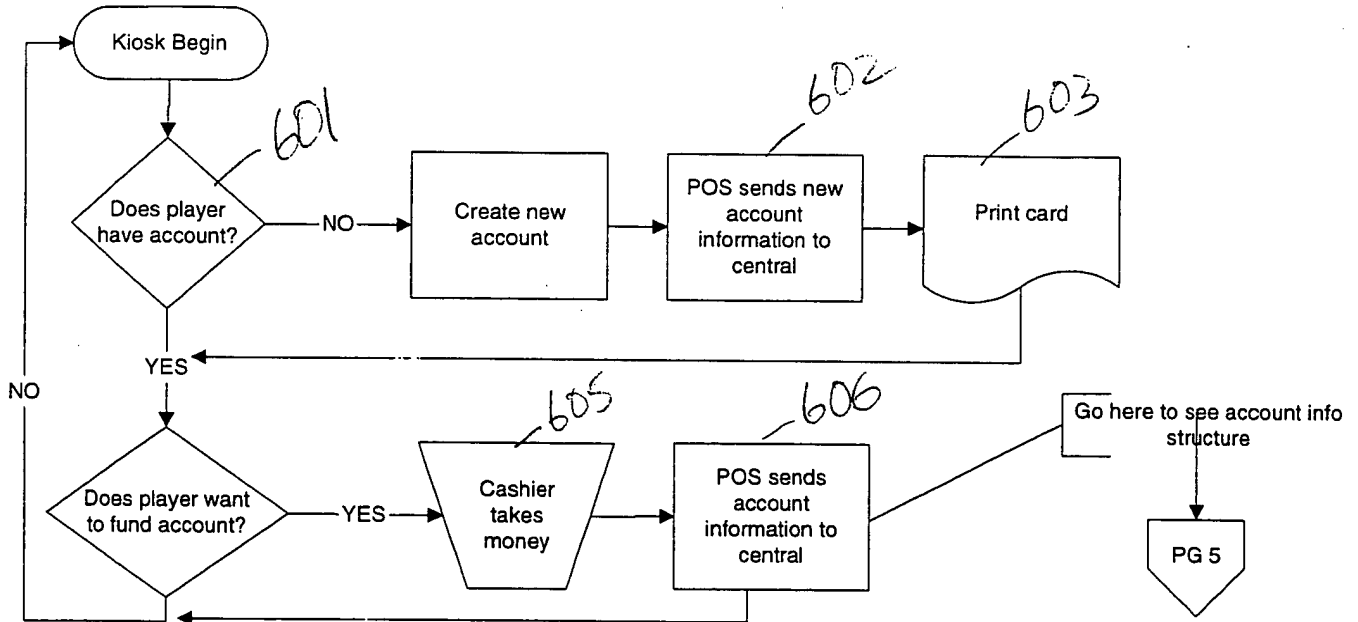 Kiosk Begin
601
602
603
Does player
have account?
NO
Create new
account
POS sends new
account
information to
central
Print card
YES
NO
605
606
Go here to see account info
structure
Does player want
to fund account?
YES
Cashier
takes
money
POS sends
account
information to
central
PG 5